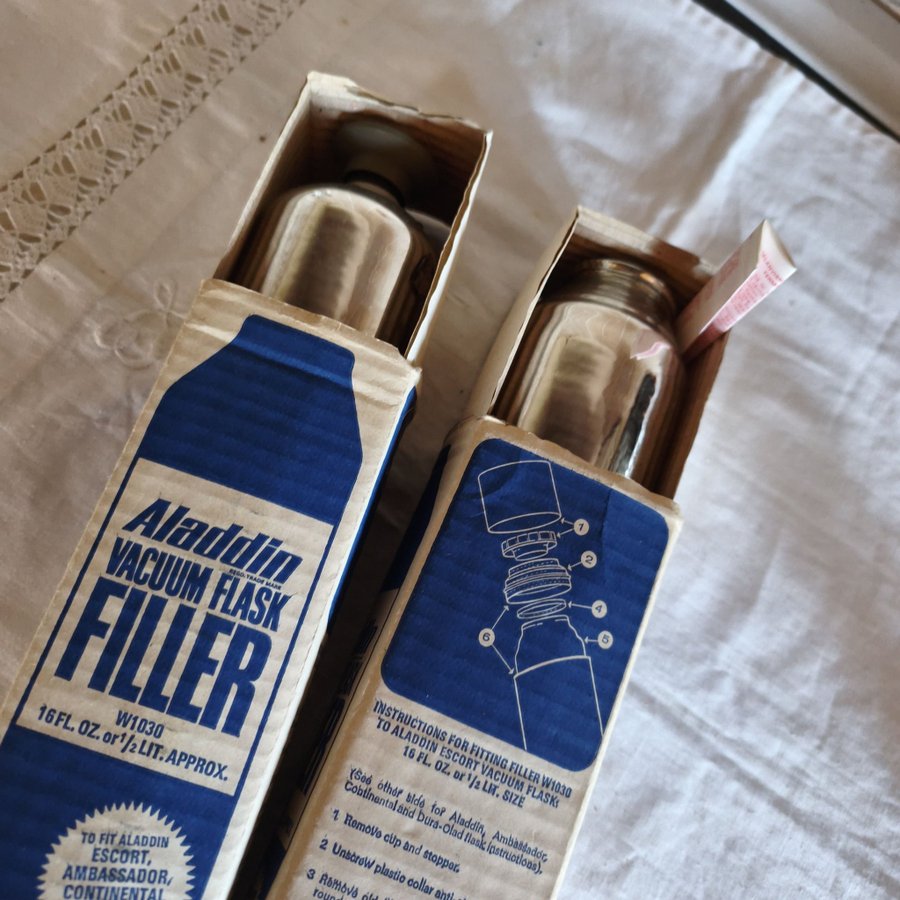 Aladdin
REGD. TRADE MARK
VACUUM FLASK
FILLER
W1030
16 FL. OZ. or 1/2 LIT. APPROX.
TO FIT ALADDIN
ESCORT,
AMBASSADOR,
CONTINENTAL
1
2
4
5
6
INSTRUCTIONS FOR FITTING FILLER W1030
TO ALADDIN ESCORT VACUUM FLASK:
16 FL. OZ. or 1/2 LIT. SIZE
(See other side for Aladdin, Ambassador,
Continental and Dura-Clad flask instructions).
1 Remove cup and stopper.
2 Unscrew plastic collar
3 Remove